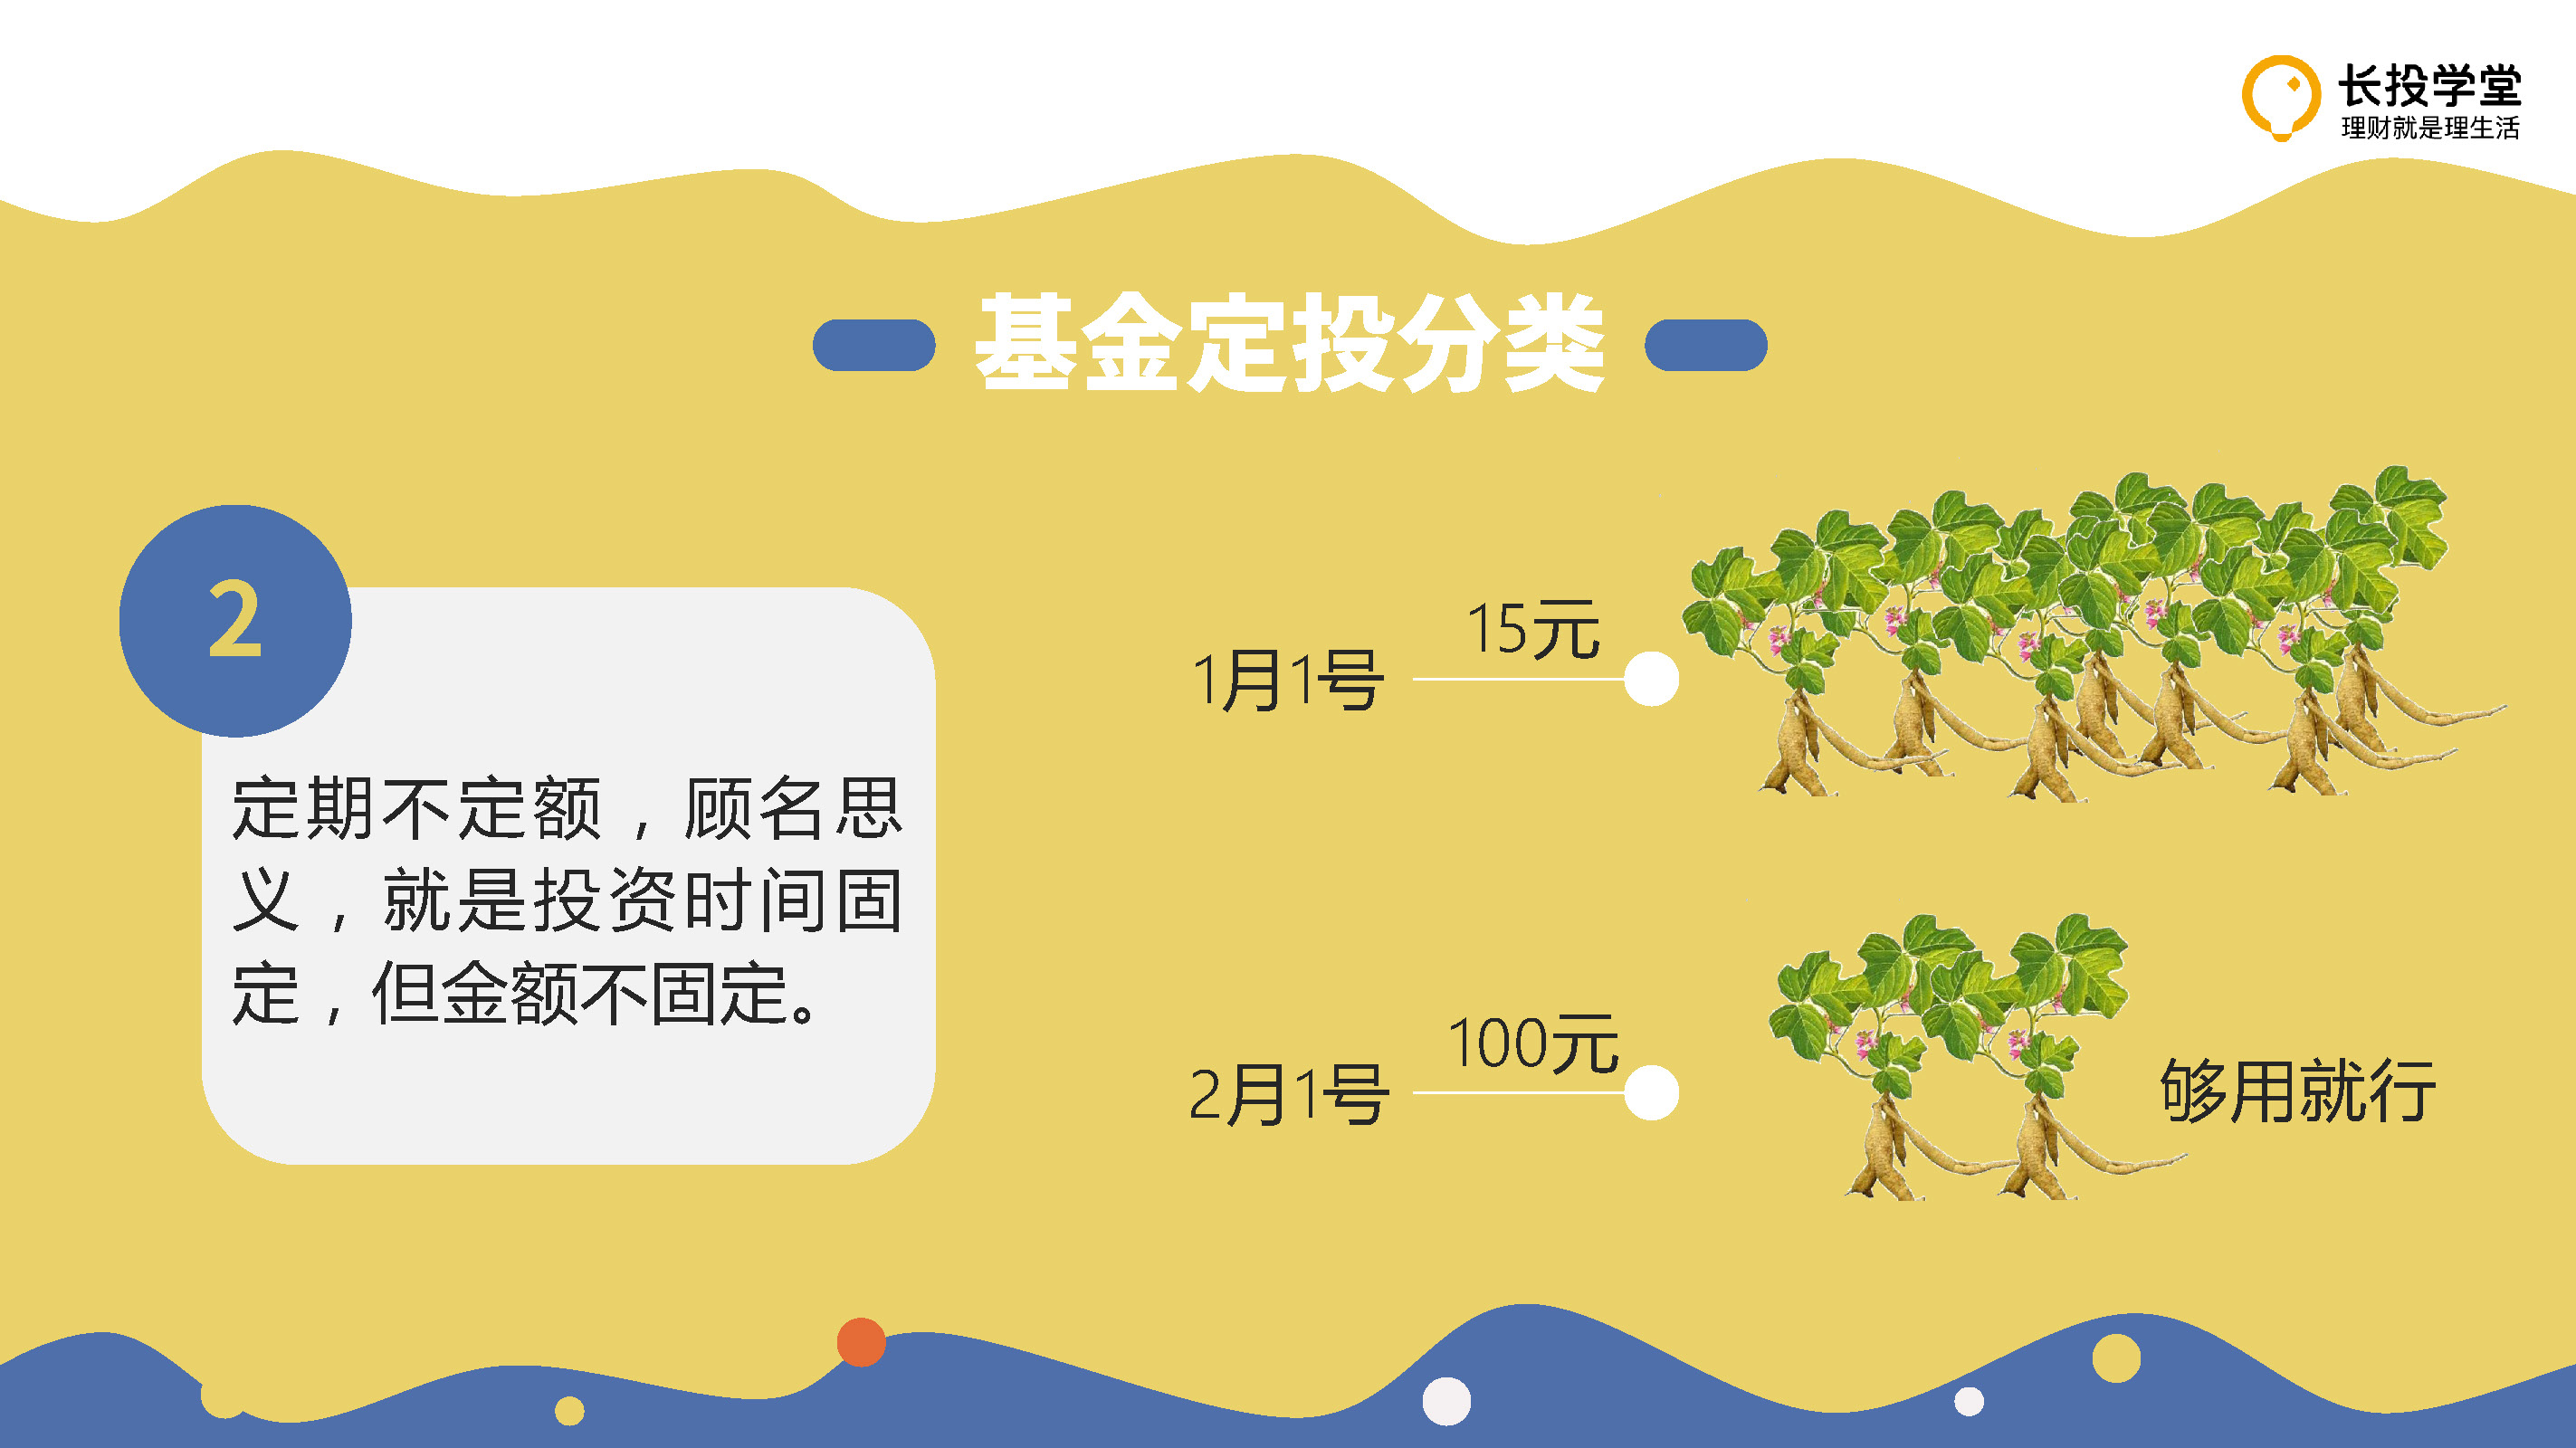 长投学堂
理财就是理生活
基金定投分类
2
定期不定额，顾名思
义，就是投资时间固
定，但金额不固定。
15元
1月1号
100元
2月1号
够用就行